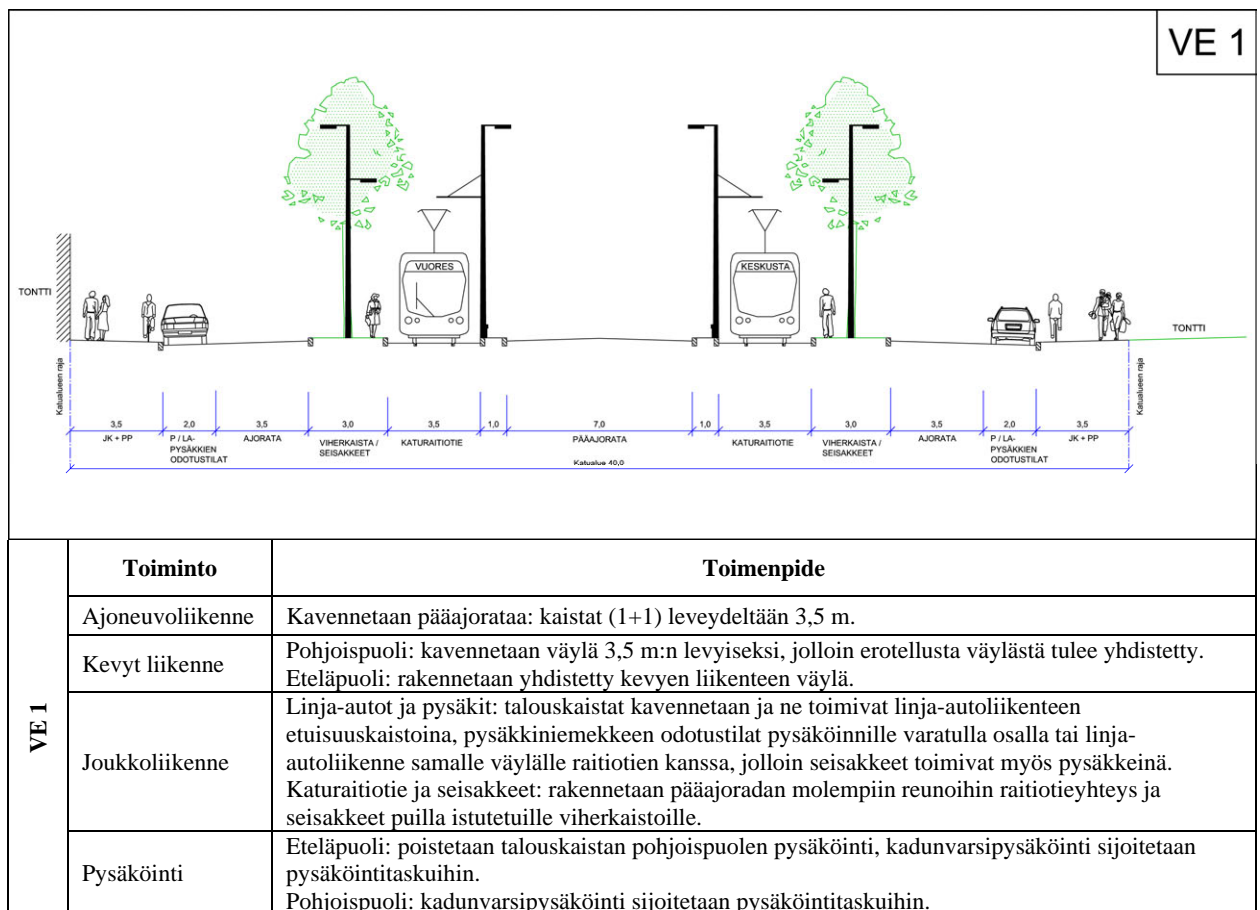 VE 1
VUORES
KESKUSTA
TONTTI
TONTTI
Katualueen raja
Katualueen raja
3,5
JK + PP
2,0
P / LA-
PYSÄKKIEN
ODOTUSTILAT
3,5
AJORATA
3,0
VIHERKAISTA /
SEISAKKEET
3,5
KATURAITIOTIE
1,0
7,0
PÄÄAJORATA
1,0
3,5
KATURAITIOTIE
3,0
VIHERKAISTA /
SEISAKKEET
3,5
AJORATA
2,0
P / LA-
PYSÄKKIEN
ODOTUSTILAT
3,5
JK + PP
Katualue 40,0
VE 1
Toiminto
Toimenpide
Ajoneuvoliikenne
Kavennetaan pääajorataa: kaistat (1+1) leveydeltään 3,5 m.
Kevyt liikenne
Pohjoispuoli: kavennetaan väylä 3,5 m:n levyiseksi, jolloin erotellusta väylästä tulee yhdistetty.
Eteläpuoli: rakennetaan yhdistetty kevyen liikenteen väylä.
Joukkoliikenne
Linja-autot ja pysäkit: talouskaistat kavennetaan ja ne toimivat linja-autoliikenteen
etuisuuskaistoina, pysäkkiniemekkeen odotustilat pysäköinnille varatulla osalla tai linja-
autoliikenne samalle väylälle raitiotien kanssa, jolloin seisakkeet toimivat myös pysäkkeinä.
Katuraitiotie ja seisakkeet: rakennetaan pääajoradan molempiin reunoihin raitiotieyhteys ja
seisakkeet puilla istutetuille viherkaistoille.
Pysäköinti
Eteläpuoli: poistetaan talouskaistan pohjoispuolen pysäköinti, kadunvarsipysäköinti sijoitetaan
pysäköintitaskuihin.
Pohjoispuoli: kadunvarsipysäköinti sijoitetaan pysäköintitaskuihin.